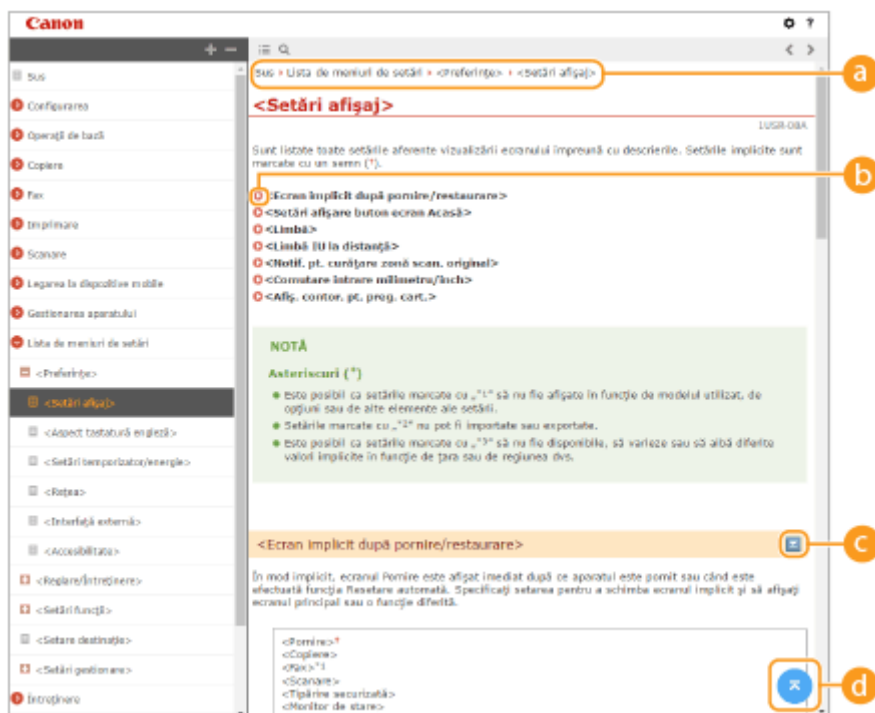 Canon
?
+ −
< >
Sus
Configurarea
Operații de bază
Copiere
Fax
Imprimare
Scanare
Legarea la dispozitive mobile
Gestionarea aparatului
Lista de meniuri de setări
<Preferințe>
<Setări afișaj>
<Aspect tastatură engleză>
<Setări temporizator/energie>
<Rețea>
<Interfață externă>
<Accesibilitate>
<Reglare/Întreținere>
<Setări funcții>
<Setare destinație>
<Setări gestionare>
Întreținere
Sus › Lista de meniuri de setări › <Preferințe> › <Setări afișaj>
a
<Setări afișaj>
1USR-08A
Sunt listate toate setările aferente vizualizării ecranului împreună cu descrierile. Setările implicite sunt
marcate cu un semn (*).
b
<Ecran implicit după pornire/restaurare>
<Setări afișare buton ecran Acasă>
<Limbă>
<Limbă IU la distanță>
<Notif. pt. curățare zonă scan. original>
<Comutare intrare milimetru/inch>
<Afiș. contor. pt. preg. cart.>
NOTĂ
Asteriscuri (*)
Este posibil ca setările marcate cu „*1” să nu fie afișate în funcție de modelul utilizat, de
opțiuni sau de alte elemente ale setării.
Setările marcate cu „*2” nu pot fi importate sau exportate.
Este posibil ca setările marcate cu „*3” să nu fie disponibile, să varieze sau să aibă diferite
valori implicite în funcție de țara sau de regiunea dvs.
<Ecran implicit după pornire/restaurare>
c
În mod implicit, ecranul Pornire este afișat imediat după ce aparatul este pornit sau când este
efectuată funcția Resetare automată. Specificați setarea pentru a schimba ecranul implicit și să afișați
ecranul principal sau o funcție diferită.
<Pornire>*
<Copiere>
<Fax>*1
<Scanare>
<Tipărire securizată>
<Monitor de stare>
d